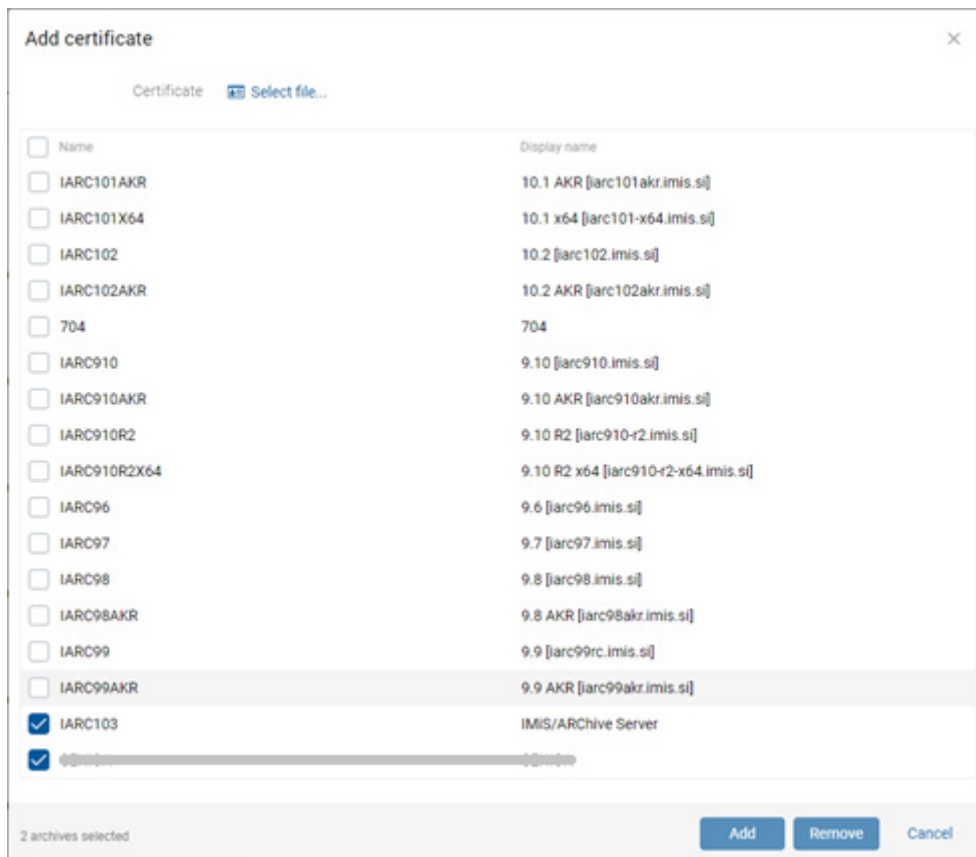 Add certificate
Certificate Select file...
Name Display name
IARC101AKR 10.1 AKR [iarc101akr.imis.si]
IARC101X64 10.1 x64 [iarc101-x64.imis.si]
IARC102 10.2 [iarc102.imis.si]
IARC102AKR 10.2 AKR [iarc102akr.imis.si]
704 704
IARC910 9.10 [iarc910.imis.si]
IARC910AKR 9.10 AKR [iarc910akr.imis.si]
IARC910R2 9.10 R2 [iarc910-r2.imis.si]
IARC910R2X64 9.10 R2 x64 [iarc910-r2-x64.imis.si]
IARC96 9.6 [iarc96.imis.si]
IARC97 9.7 [iarc97.imis.si]
IARC98 9.8 [iarc98.imis.si]
IARC98AKR 9.8 AKR [iarc98akr.imis.si]
IARC99 9.9 [iarc99rc.imis.si]
IARC99AKR 9.9 AKR [iarc99akr.imis.si]
IARC103 IMiS/ARChive Server
2 archives selected Add Remove Cancel